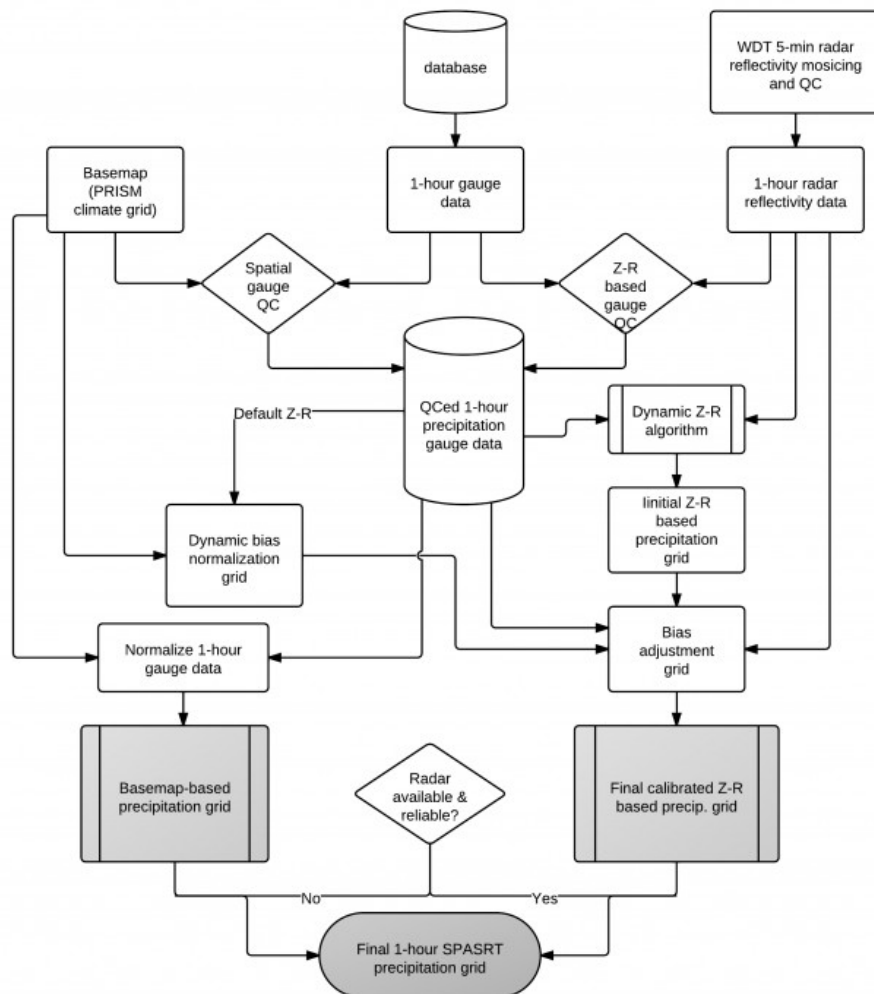 database
WDT 5-min radar
reflectivity mosicing
and QC
Basemap
(PRISM
climate grid)
1-hour gauge
data
1-hour radar
reflectivity data
Spatial
gauge
QC
Z-R
based
gauge
QC
QCed 1-hour
precipitation
gauge data
Default Z-R
Dynamic Z-R
algorithm
Iinitial Z-R
based
precipitation
grid
Dynamic bias
normalization
grid
Normalize 1-hour
gauge data
Bias
adjustment
grid
Basemap-based
precipitation grid
Radar
available &
reliable?
Final calibrated Z-R
based precip. grid
No
Yes
Final 1-hour SPASRT
precipitation grid